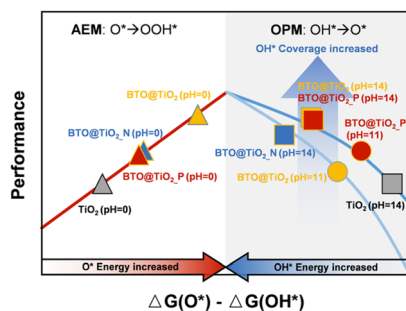 AEM: O*→OOH*
OPM: OH*→O*
OH* Coverage increased
BTO@TiO₂ (pH=0)
BTO@TiO₂ (pH=14)
BTO@TiO₂_P (pH=14)
BTO@TiO₂_N (pH=0)
BTO@TiO₂_P (pH=11)
BTO@TiO₂_N (pH=14)
BTO@TiO₂_P (pH=0)
BTO@TiO₂ (pH=11)
TiO₂ (pH=0)
TiO₂ (pH=14)
Performance
O* Energy increased
OH* Energy increased
△G(O*) - △G(OH*)